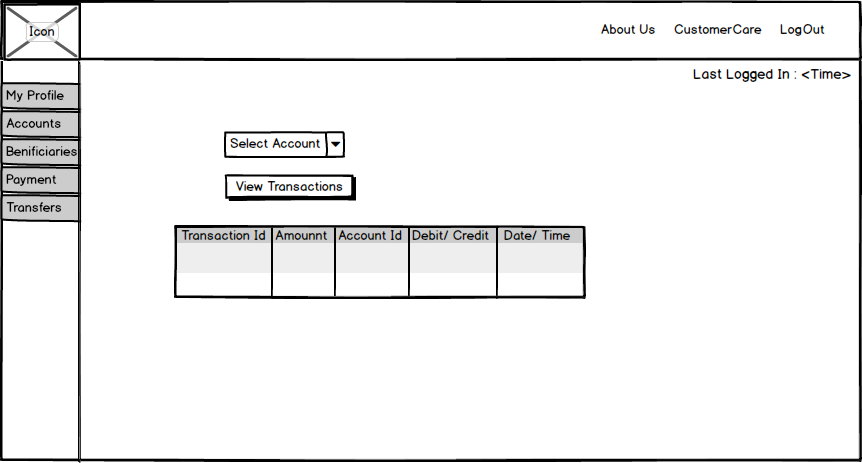 Icon
About Us CustomerCare LogOut
Last Logged In : <Time>
My Profile
Accounts
Benificiaries
Payment
Transfers
Select Account
View Transactions
Transaction Id Amounnt Account Id Debit/ Credit Date/ Time